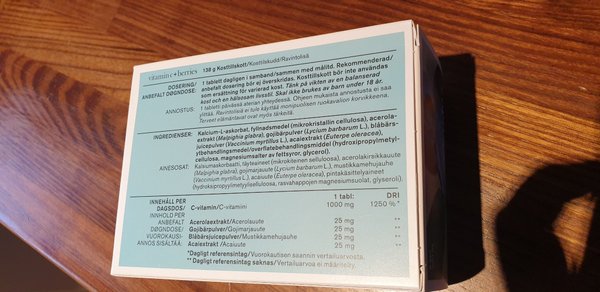 vitamin c + berries 138 g Kosttillskott/Kosttilskudd/Ravintolisä
DOSERING/
ANBEFALT DØGNDOSE:
1 tablett dagligen i samband/sammen med måltid. Rekommenderad/
anbefalt dosering bör ej överskridas. Kosttillskott bör inte användas
som ersättning för varierad kost. Tänk på vikten av en balanserad
kost och en hälsosam livsstil. Skal ikke brukes av barn under 18 år.
ANNOSTUS: 1 tabletti päivässä aterian yhteydessä. Ohjeen mukaista annostusta ei saa
ylittää. Ravintolisä ei tule käyttää monipuolisen ruokavalion korvikkeena.
Terveet elämäntavat ovat myös tärkeitä.
INGREDIENSER: Kalcium-L-askorbat, fyllnadsmedel (mikrokristallin cellulosa), acerola-
extrakt (Malpighia glabra), gojibärpulver (Lycium barbarum L.), blåbärs-
juicepulver (Vaccinium myrtillus L.), acaiextrakt (Euterpe oleracea),
ytbehandlingsmedel/overflatebehandlingsmedel (hydroxipropylmetyl-
cellulosa, magnesiumsalter av fettsyror, glycerol).
AINESOSAT: Kalsiumaskorbaatti, täyteaineet (mikrokiteinen selluloosa), acerolakirsikkauute
(Malpighia glabra), gojimarjauute (Lycium barbarum L.), mustikkamehujauhe
(Vaccinium myrtillus L.), acaiuute (Euterpe oleracea), pintakäsittelyaineet
(hydroksipropyylimetyyliselluloosa, rasvahappojen magnesiumsuolat, glyseroli).
INNEHÅLL PER 1 tabl: DRI
DAGSDOS/ C-vitamin/C-vitamiini 1000 mg 1250 %*
INNHOLD PER
ANBEFALT Acerolaextrakt/Acerolauute 25 mg **
DØGNDOSE/ Gojibärpulver/Gojimarjauute 25 mg **
VUOROKAUSI- Blåbärsjuicepulver/Mustikkamehujauhe 25 mg **
ANNOS SISÄLTÄÄ: Acaiextrakt/Acaiuute 25 mg **
*Dagligt referensintag/Vuorokautisen saannin vertailuarvosta.
**Dagligt referensintag saknas/Vertailuarvoa ei määritelty.